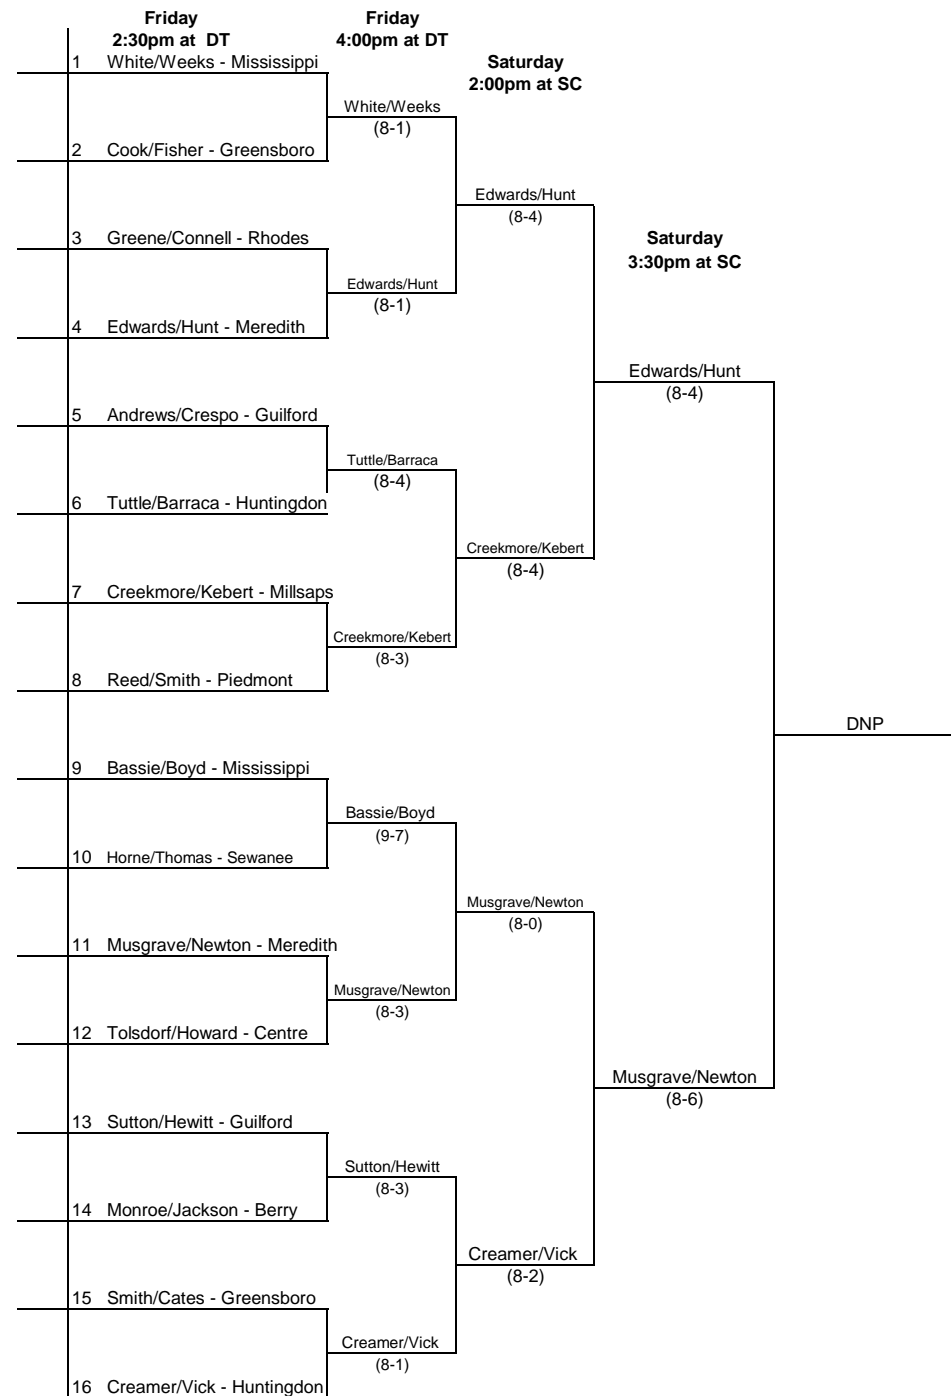 Friday
2:30pm at DT
Friday
4:00pm at DT
Saturday
2:00pm at SC
Saturday
3:30pm at SC
1 White/Weeks - Mississippi
White/Weeks
(8-1)
2 Cook/Fisher - Greensboro
Edwards/Hunt
(8-4)
3 Greene/Connell - Rhodes
Edwards/Hunt
(8-1)
4 Edwards/Hunt - Meredith
Edwards/Hunt
(8-4)
5 Andrews/Crespo - Guilford
Tuttle/Barraca
(8-4)
6 Tuttle/Barraca - Huntingdon
Creekmore/Kebert
(8-4)
7 Creekmore/Kebert - Millsaps
Creekmore/Kebert
(8-3)
8 Reed/Smith - Piedmont
DNP
9 Bassie/Boyd - Mississippi
Bassie/Boyd
(9-7)
10 Horne/Thomas - Sewanee
Musgrave/Newton
(8-0)
11 Musgrave/Newton - Meredith
Musgrave/Newton
(8-3)
12 Tolsdorf/Howard - Centre
Musgrave/Newton
(8-6)
13 Sutton/Hewitt - Guilford
Sutton/Hewitt
(8-3)
14 Monroe/Jackson - Berry
Creamer/Vick
(8-2)
15 Smith/Cates - Greensboro
Creamer/Vick
(8-1)
16 Creamer/Vick - Huntingdon